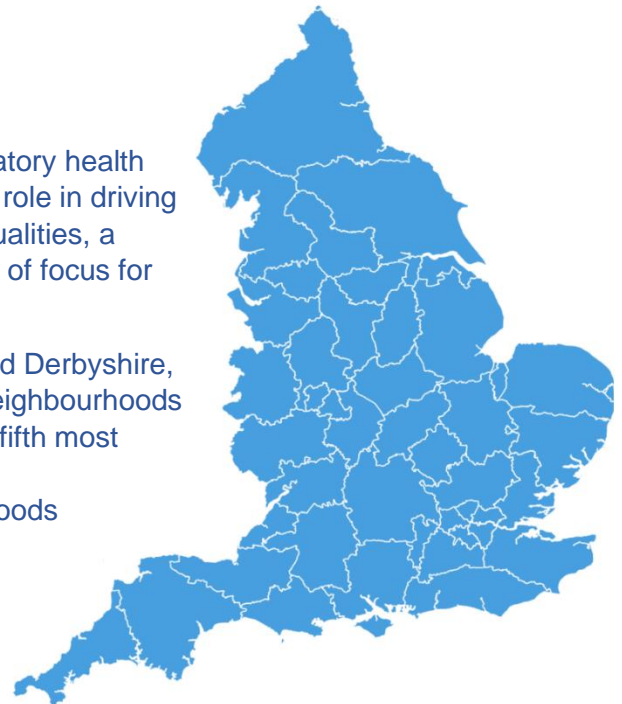 atory health
role in driving
ualities, a
of focus for
d Derbyshire,
eighbourhoods
fifth most
oods